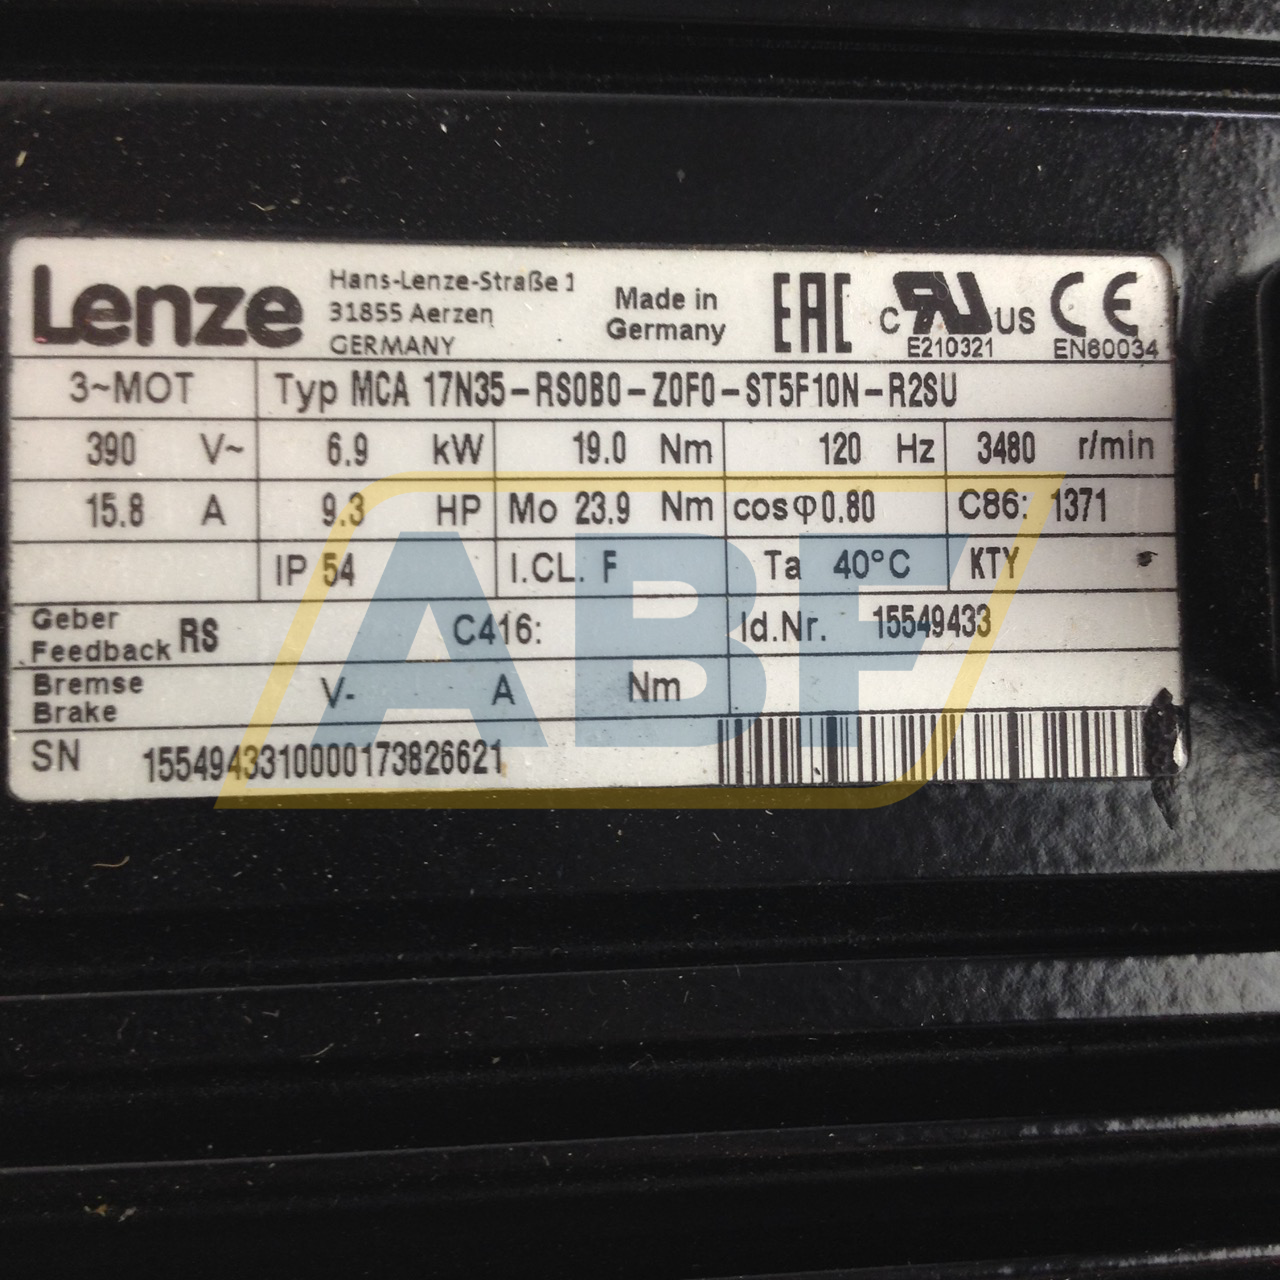 Lenze
Hans-Lenze-Straße 1
31855 Aerzen
GERMANY
Made in
Germany
EAC
C RU US
E210321
CE
EN60034
3~MOT Typ MCA 17N35-RS0B0-Z0F0-ST5F10N-R2SU
390 V~ 6.9 kW 19.0 Nm 120 Hz 3480 r/min
15.8 A 9.3 HP Mo 23.9 Nm cosφ0.80 C86: 1371
IP 54 I.CL. F Ta 40°C KTY
Geber
Feedback RS C416: Id.Nr. 15549433
Bremse
Brake V- A Nm
SN 1554943310000173826621
ABF